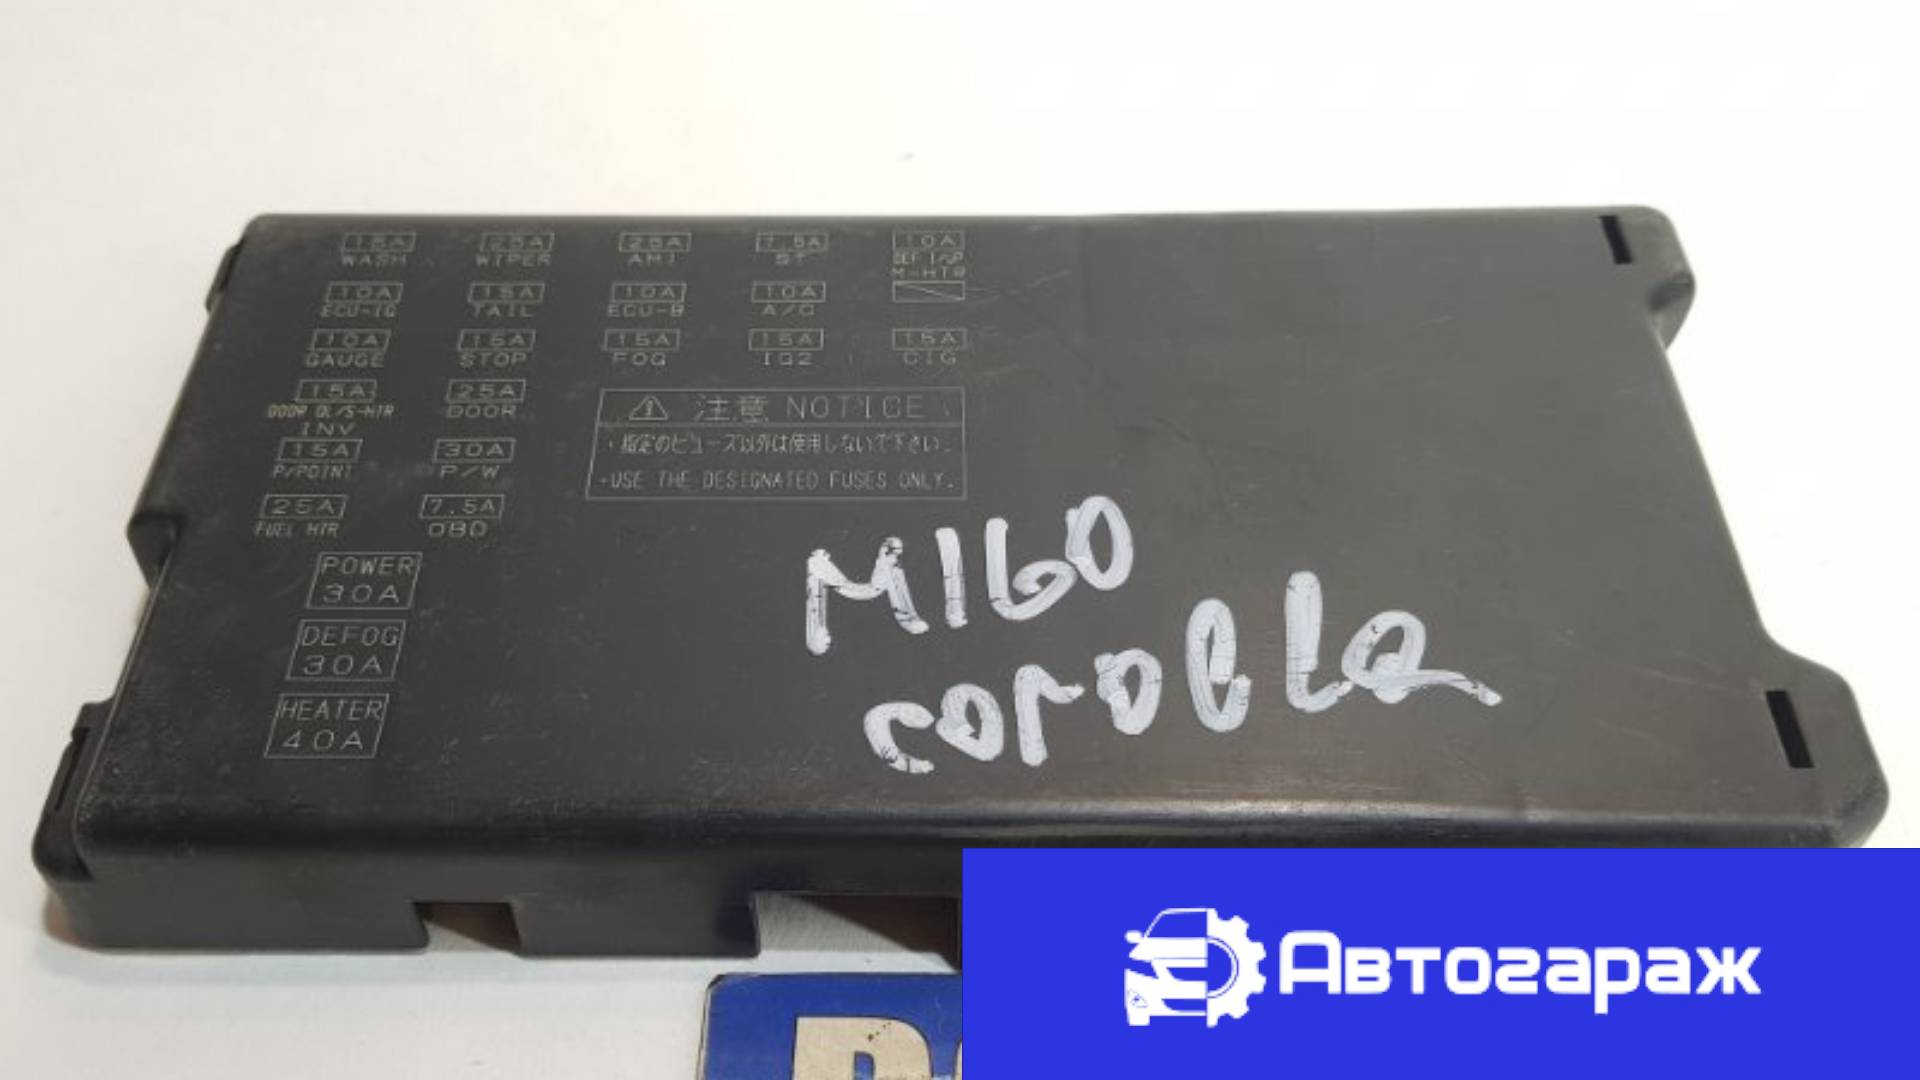 15A 25A 25A 7.5A 10A
WASH WIPER AM1 ST DEF I/UP
M-HTR
10A 15A 10A 10A
ECU-IG TAIL ECU-B A/C
10A 15A 15A 15A 15A
GAUGE STOP FOG IG2 CIG
15A 25A
DOOR DL/S-HTR DOOR
INV
15A 30A
P/POINT P/W
25A 7.5A
FUEL HTR OBD
POWER
30A
DEFOG
30A
HEATER
40A
注意 NOTICE
・指定のヒューズ以外は使用しないで下さい.
・USE THE DESIGNATED FUSES ONLY.
M160
Автогараж